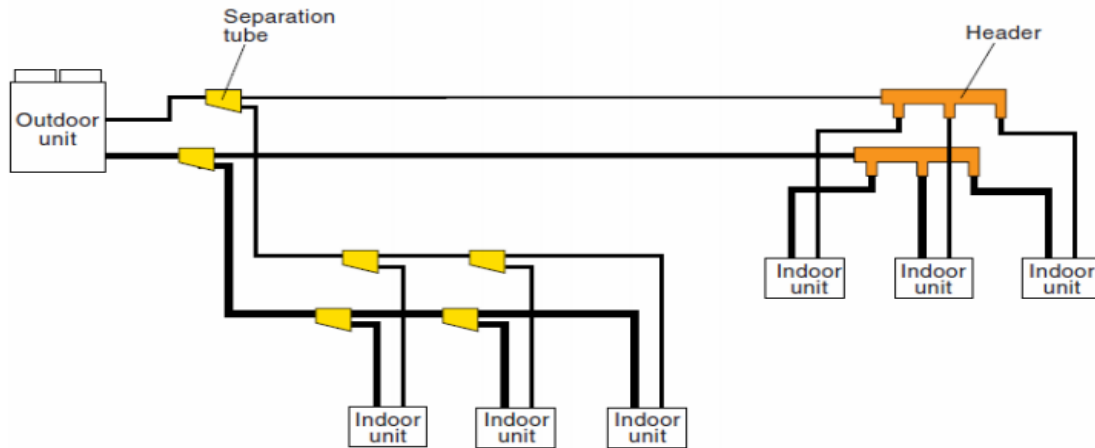 Separation
tube
Header
Outdoor
unit
Indoor
unit
Indoor
unit
Indoor
unit
Indoor
unit
Indoor
unit
Indoor
unit